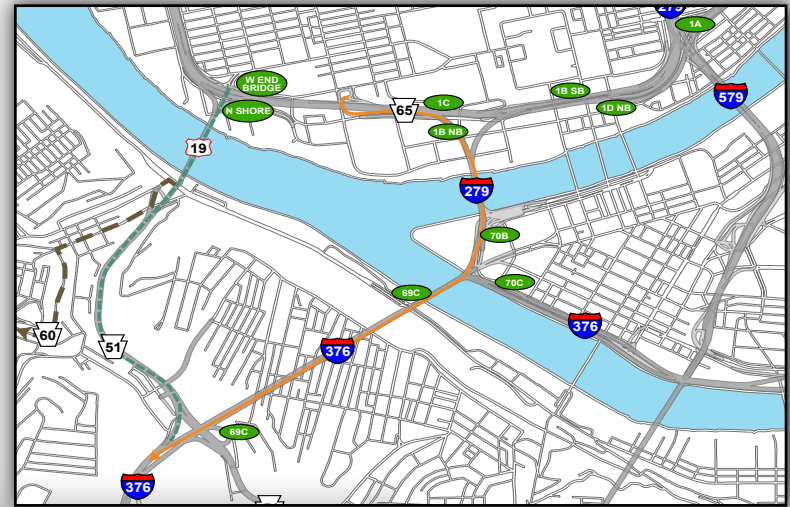 279
1A
W END
BRIDGE
1B SB
579
1C
N SHORE
65
1D NB
1B NB
19
279
70B
70C
69C
376
60
51
376
69C
376